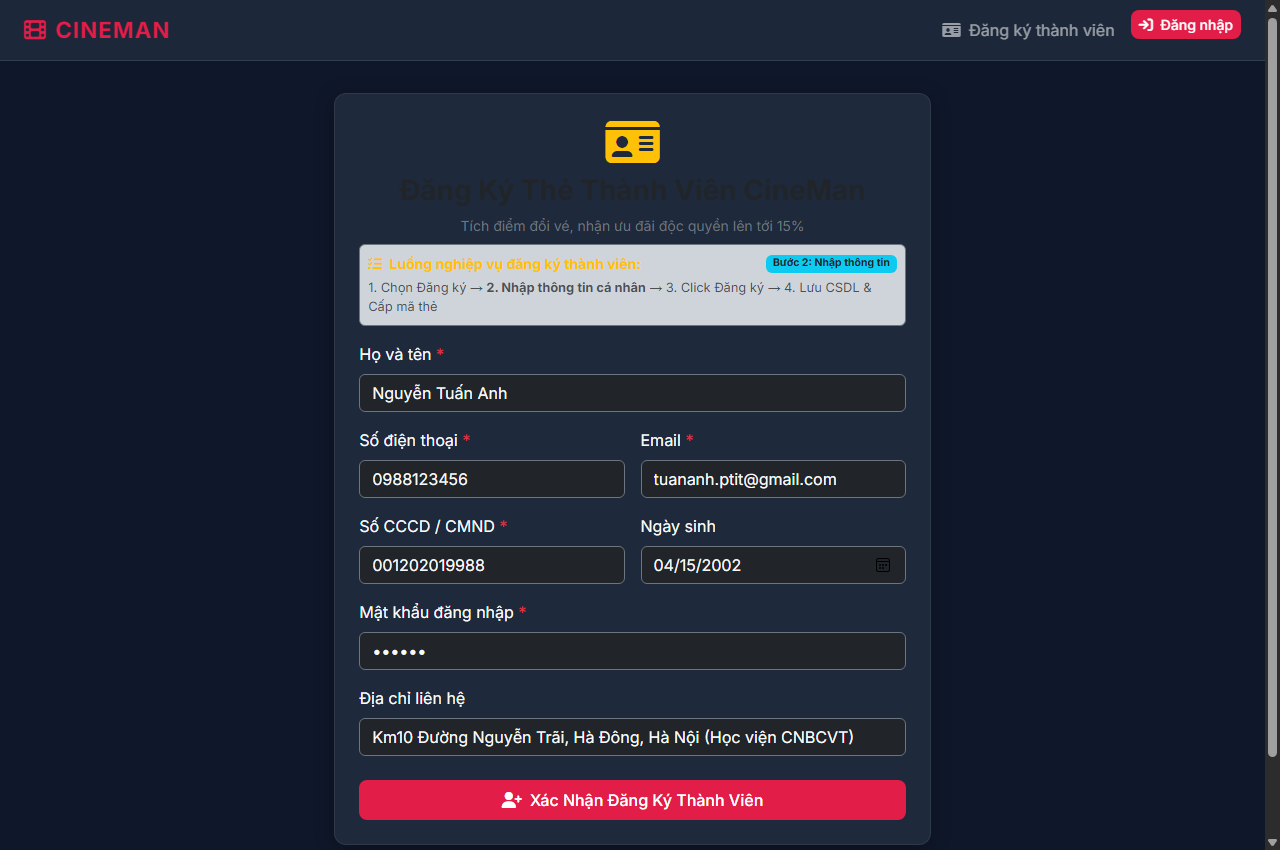 CINEMAN
Đăng ký thành viên
Đăng nhập
Đăng Ký Thẻ Thành Viên CineMan
Tích điểm đổi vé, nhận ưu đãi độc quyền lên tới 15%
Luồng nghiệp vụ đăng ký thành viên:
Bước 2: Nhập thông tin
1. Chọn Đăng ký → 2. Nhập thông tin cá nhân → 3. Click Đăng ký → 4. Lưu CSDL &
Cấp mã thẻ
Họ và tên *
Nguyễn Tuấn Anh
Số điện thoại *
Email *
0988123456
tuananh.ptit@gmail.com
Số CCCD / CMND *
Ngày sinh
001202019988
04/15/2002
Mật khẩu đăng nhập *
••••••
Địa chỉ liên hệ
Km10 Đường Nguyễn Trãi, Hà Đông, Hà Nội (Học viện CNBCVT)
Xác Nhận Đăng Ký Thành Viên